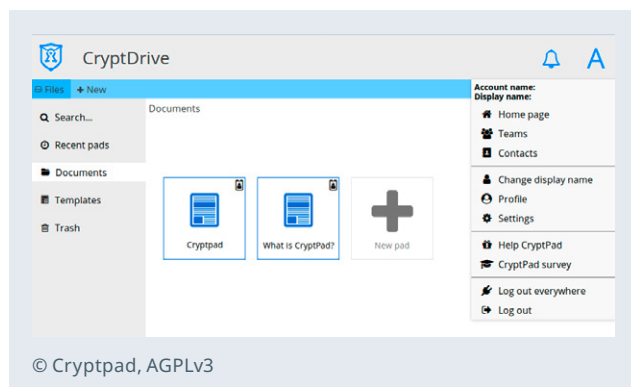 CryptDrive
A
Files + New
Search...
Recent pads
Documents
Templates
Trash
Documents
Cryptpad
What is CryptPad?
New pad
Account name:
Display name:
Home page
Teams
Contacts
Change display name
Profile
Settings
Help CryptPad
CryptPad survey
Log out everywhere
Log out
© Cryptpad, AGPLv3